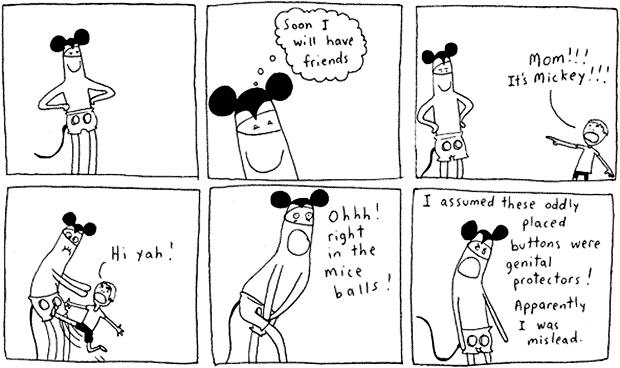 Soon I
will have
friends
Mom!!!
It's Mickey!!!
Hi yah!
Ohhh!
right
in the
mice
balls!
I assumed these oddly
placed
buttons were
genital
protectors!
Apparently
I was
mislead.